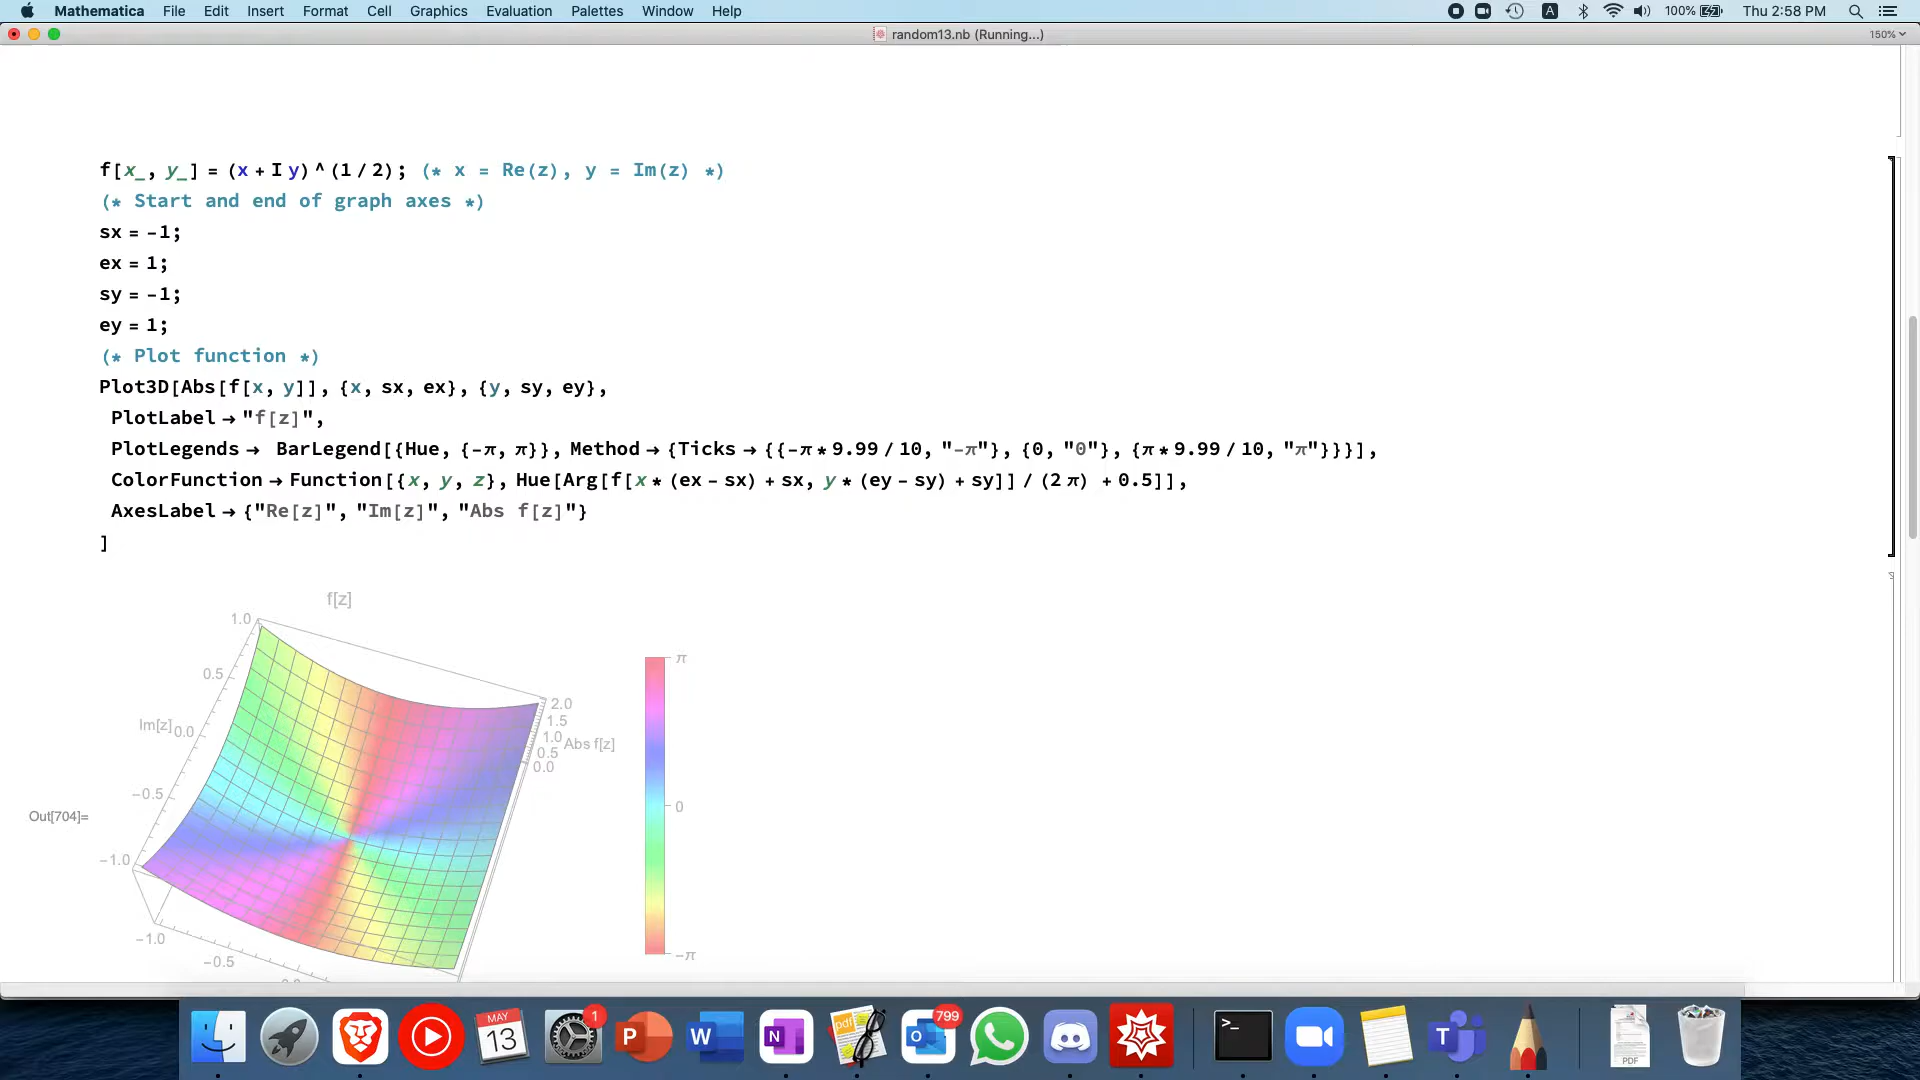 Mathematica File Edit Insert Format Cell Graphics Evaluation Palettes Window Help A 100% Thu 2:58 PM
random13.nb (Running...) 150%
f[x_, y_] = (x + I y)^(1/2); (* x = Re(z), y = Im(z) *)
(* Start and end of graph axes *)
sx = -1;
ex = 1;
sy = -1;
ey = 1;
(* Plot function *)
Plot3D[Abs[f[x, y]], {x, sx, ex}, {y, sy, ey},
PlotLabel → "f[z]",
PlotLegends → BarLegend[{Hue, {-π, π}}, Method → {Ticks → {{-π*9.99/10, "-π"}, {0, "0"}, {π*9.99/10, "π"}}}],
ColorFunction → Function[{x, y, z}, Hue[Arg[f[x*(ex - sx) + sx, y*(ey - sy) + sy]]/(2π) + 0.5]],
AxesLabel → {"Re[z]", "Im[z]", "Abs f[z]"}
]
f[z]
1.0
0.5
Im[z] 0.0
-0.5
-1.0
2.0
1.5
1.0
0.5
0.0
Abs f[z]
-1.0
-0.5
π
0
-π
Out[704]=
MAY
13
1
P
W
N
pdf
O
799
>_
T
PDF